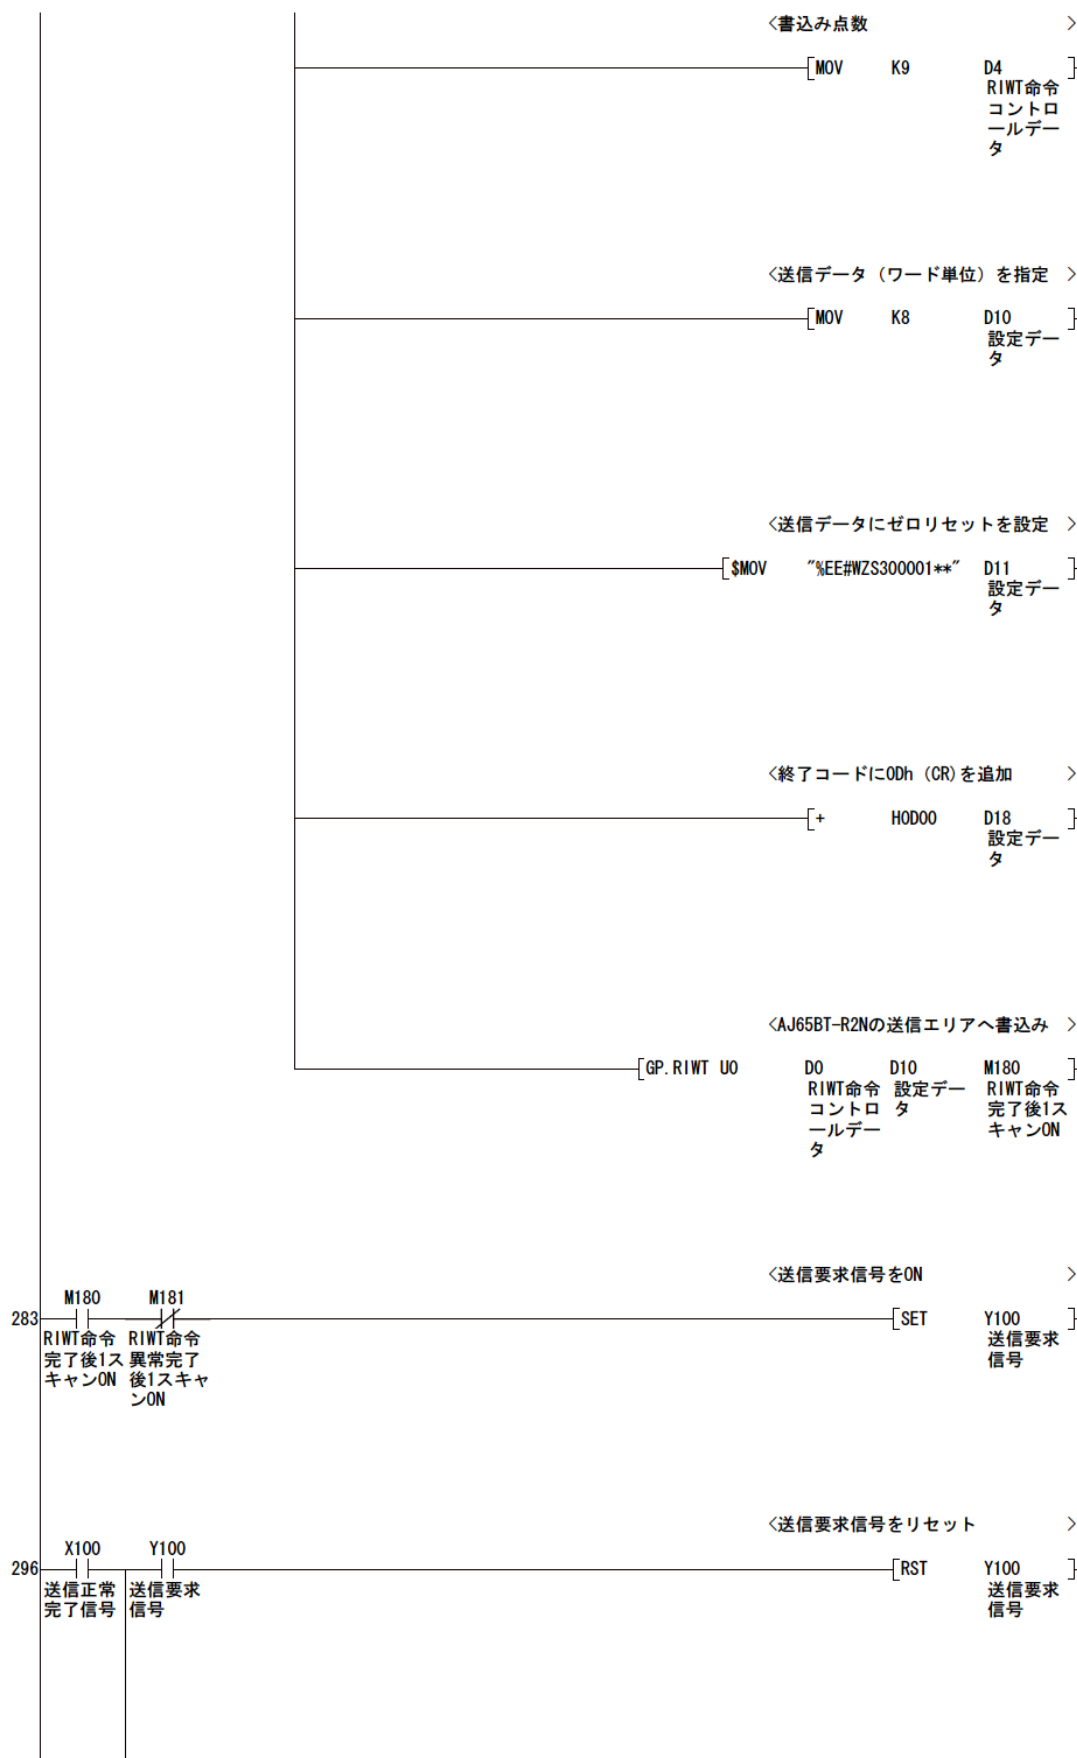 <書込み点数 >
MOV K9 D4
RIWT命令
コントロ
ールデー
タ
<送信データ（ワード単位）を指定 >
MOV K8 D10
設定デー
タ
<送信データにゼロリセットを設定 >
$MOV "%EE#WZS300001**" D11
設定デー
タ
<終了コードに0Dh (CR)を追加 >
+ H0D00 D18
設定デー
タ
<AJ65BT-R2Nの送信エリアへ書込み >
GP.RIWT U0 D0 D10 M180
RIWT命令 設定デー RIWT命令
コントロ タ 完了後1ス
ールデー キャンON
タ
<送信要求信号をON >
M180 M181
283 SET Y100
RIWT命令 RIWT命令 送信要求
完了後1ス 異常完了 信号
キャンON 後1スキャ
ンON
<送信要求信号をリセット >
X100 Y100
296 RST Y100
送信正常 送信要求 送信要求
完了信号 信号 信号